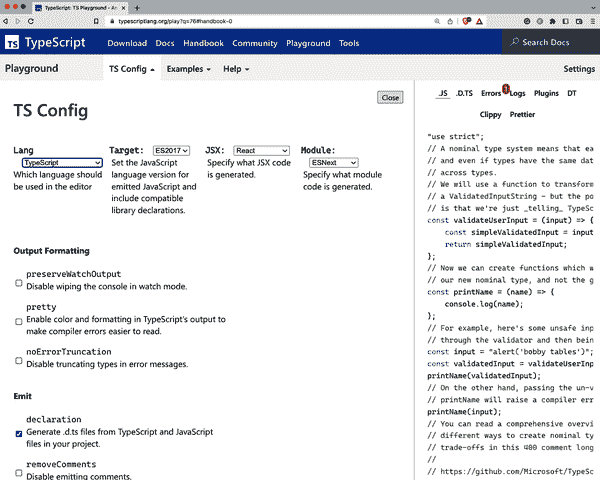 TypeScript: TS Playground - An
typescriptlang.org/play?q=76#handbook-0
TS TypeScript Download Docs Handbook Community Playground Tools Search Docs
Playground TS Config Examples Help Settings
TS Config
Close
Lang
TypeScript
Which language should
be used in the editor
Target: ES2017
Set the JavaScript
language version for
emitted JavaScript and
include compatible
library declarations.
JSX: React
Specify what JSX code
is generated.
Module:
ESNext
Specify what module
code is generated.
Output Formatting
preserveWatchOutput
Disable wiping the console in watch mode.
pretty
Enable color and formatting in TypeScript's output to
make compiler errors easier to read.
noErrorTruncation
Disable truncating types in error messages.
Emit
declaration
Generate .d.ts files from TypeScript and JavaScript
files in your project.
removeComments
Disable emitting comments.
.JS .D.TS Errors Logs Plugins DT
Clippy Prettier
"use strict";
// A nominal type system means that ea
// and even if types have the same dat
// across types.
// We will use a function to transform
// a ValidatedInputString – but the po
// is that we're just _telling_ TypeSc
const validateUserInput = (input) => {
const simpleValidatedInput = input
return simpleValidatedInput;
};
// Now we can create functions which w
// our new nominal type, and not the g
const printName = (name) => {
console.log(name);
};
// For example, here's some unsafe inp
// through the validator and then bein
const input = "alert('bobby tables')";
const validatedInput = validateUserInp
printName(validatedInput);
// On the other hand, passing the un-v
// printName will raise a compiler err
printName(input);
// You can read a comprehensive overvi
// different ways to create nominal ty
// trade-offs in this 400 comment long
//
// https://github.com/Microsoft/TypeSc